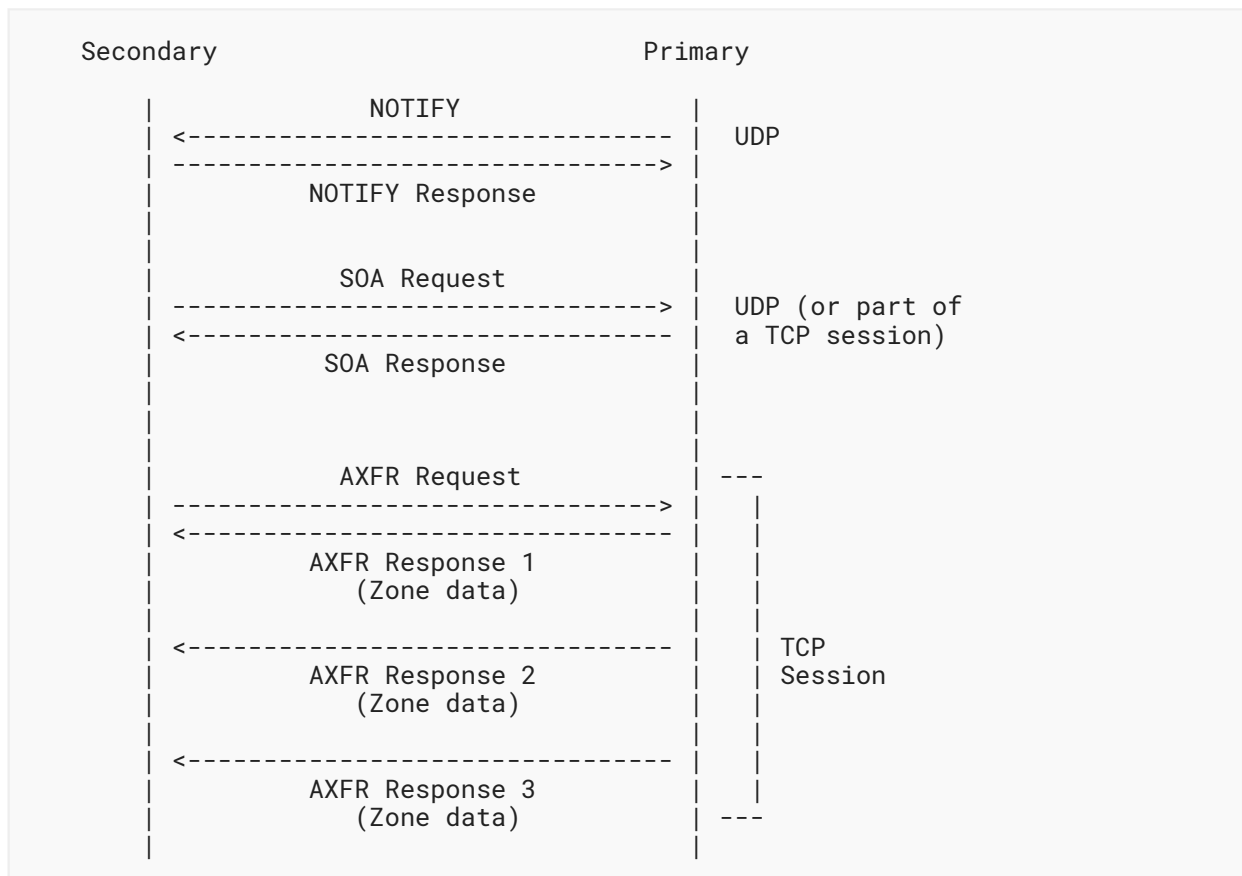 Secondary Primary
NOTIFY
<------------------------------- UDP
------------------------------->
NOTIFY Response
SOA Request
-------------------------------> UDP (or part of
<------------------------------- a TCP session)
SOA Response
AXFR Request ---
------------------------------->
<-------------------------------
AXFR Response 1
(Zone data)
<------------------------------- TCP
AXFR Response 2 Session
(Zone data)
<-------------------------------
AXFR Response 3
(Zone data) ---